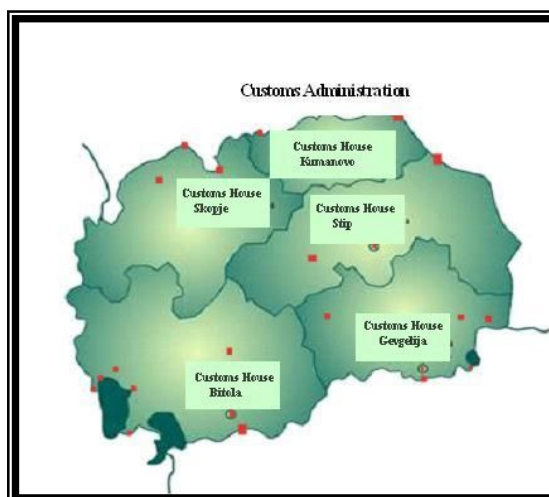 Customs Administration
Customs House
Kumanovo
Customs House
Skopje
Customs House
Stip
Customs House
Gevgelija
Customs House
Bitola